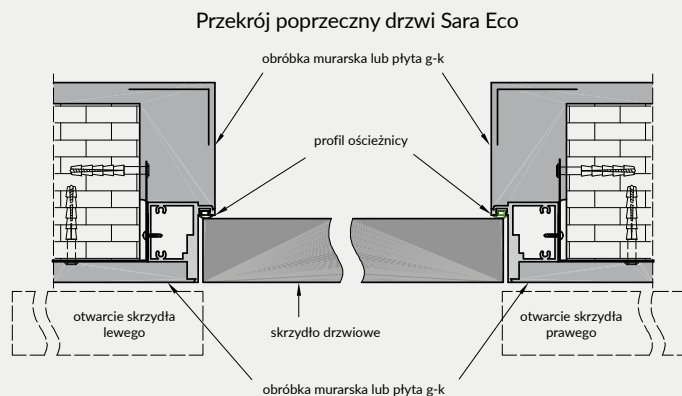 Przekrój poprzeczny drzwi Sara Eco
obróbka murarska lub płyta g-k
profil ościeżnicy
otwarcie skrzydła
lewego
skrzydło drzwiowe
otwarcie skrzydła
prawego
obróbka murarska lub płyta g-k